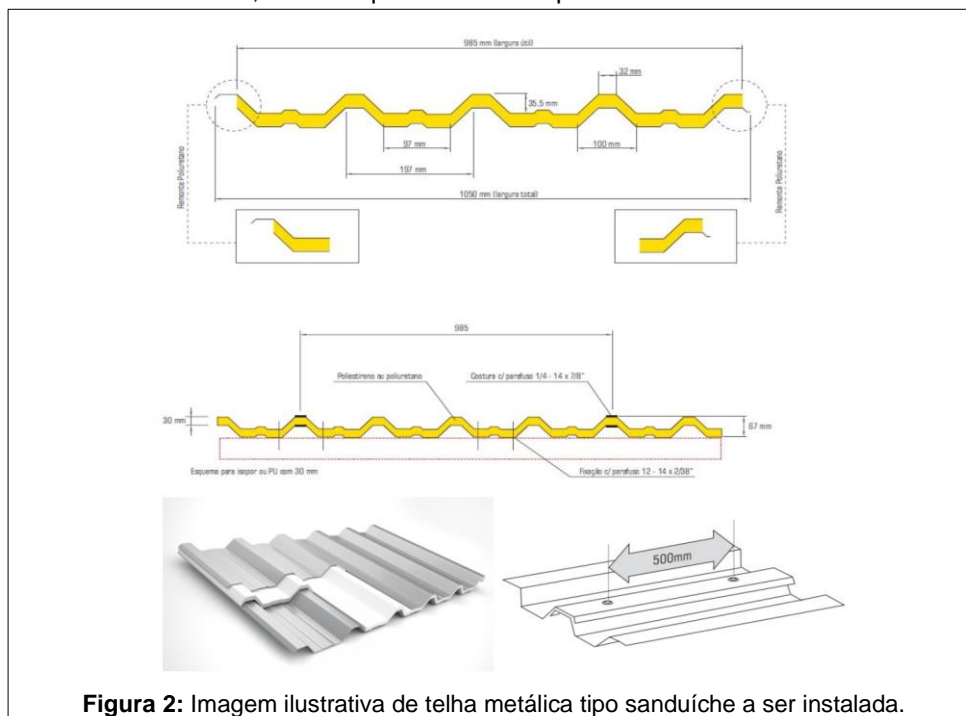 985 mm (largura útil)
32 mm
35,5 mm
97 mm
100 mm
197 mm
1050 mm (largura total)
Remonte Poliuretano
Remonte Poliuretano
985
Poliestireno ou poliuretano
Costura c/ parafuso 1/4 - 14 x 7/8"
30 mm
67 mm
Esquema para isopor ou PU com 30 mm
Fixação c/ parafuso 12 - 14 x 2/38"
500mm
Figura 2: Imagem ilustrativa de telha metálica tipo sanduíche a ser instalada.